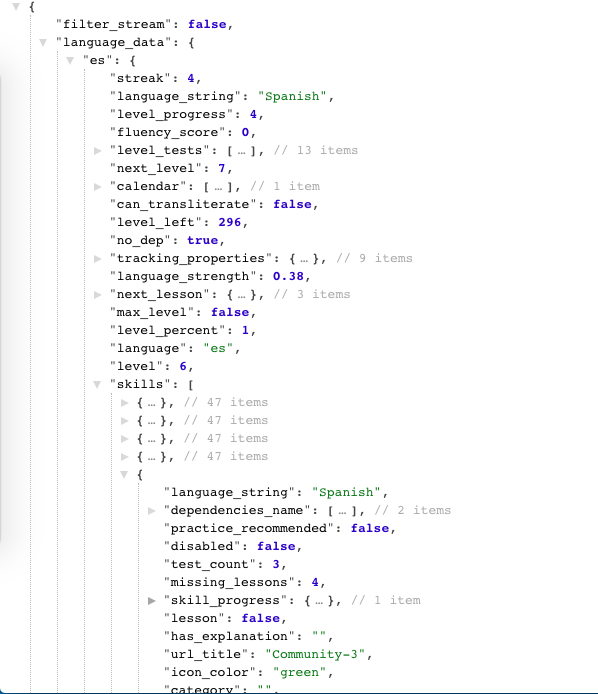 {
"filter_stream": false,
"language_data": {
"es": {
"streak": 4,
"language_string": "Spanish",
"level_progress": 4,
"fluency_score": 0,
"level_tests": [ … ], // 13 items
"next_level": 7,
"calendar": [ … ], // 1 item
"can_transliterate": false,
"level_left": 296,
"no_dep": true,
"tracking_properties": { … }, // 9 items
"language_strength": 0.38,
"next_lesson": { … }, // 3 items
"max_level": false,
"level_percent": 1,
"language": "es",
"level": 6,
"skills": [
{ … }, // 47 items
{ … }, // 47 items
{ … }, // 47 items
{ … }, // 47 items
{
"language_string": "Spanish",
"dependencies_name": [ … ], // 2 items
"practice_recommended": false,
"disabled": false,
"test_count": 3,
"missing_lessons": 4,
"skill_progress": { … }, // 1 item
"lesson": false,
"has_explanation": "",
"url_title": "Community-3",
"icon_color": "green",
"category": "",